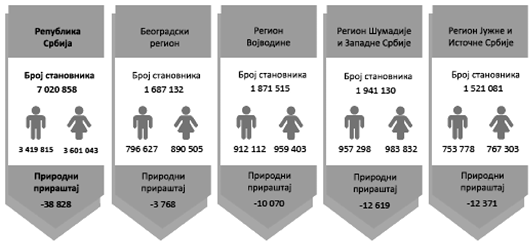 Република
Србија
Број становника
7 020 858
3 419 815 3 601 043
Природни
прираштај
-38 828
Београдски
регион
Број становника
1 687 132
796 627 890 505
Природни
прираштај
-3 768
Регион
Војводине
Број становника
1 871 515
912 112 959 403
Природни
прираштај
-10 070
Регион Шумадије
и Западне Србије
Број становника
1 941 130
957 298 983 832
Природни
прираштај
-12 619
Регион Јужне и
Источне Србије
Број становника
1 521 081
753 778 767 303
Природни
прираштај
-12 371